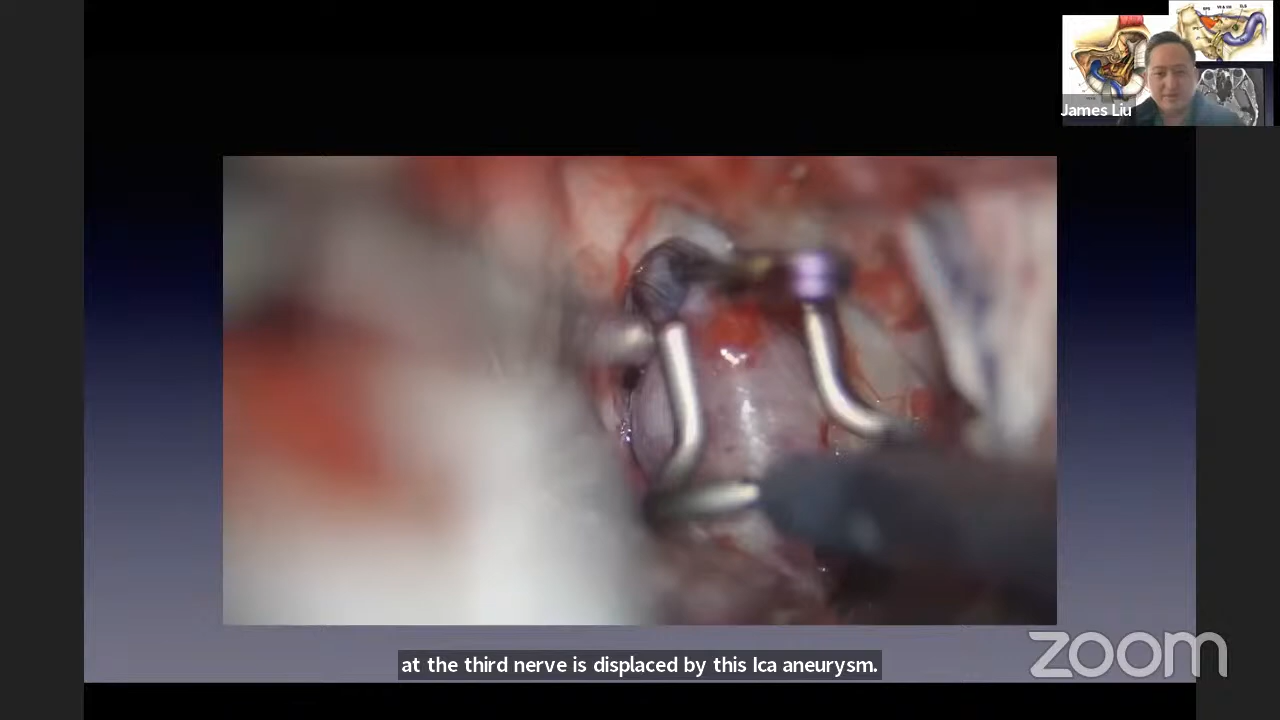 James Liu
at the third nerve is displaced by this Ica aneurysm.
zoom